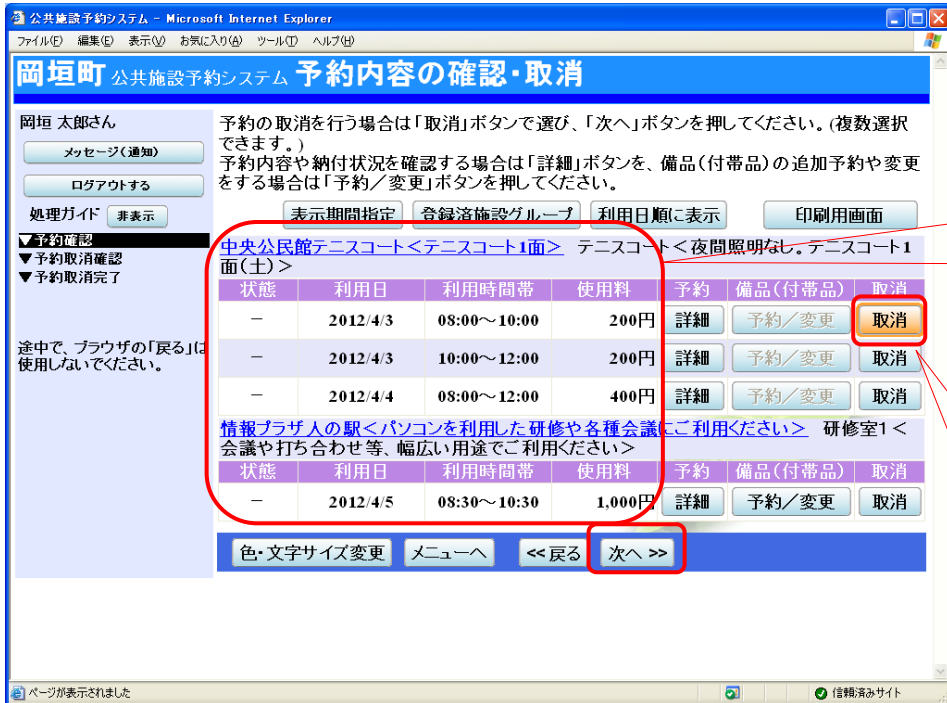 公共施設予約システム - Microsoft Internet Explorer
ファイル(F) 編集(E) 表示(V) お気に入り(A) ツール(T) ヘルプ(H)
岡垣町 公共施設予約システム 予約内容の確認・取消
岡垣 太郎さん
メッセージ(通知)
ログアウトする
処理ガイド 非表示
▼予約確認
▼予約取消確認
▼予約取消完了
途中で、ブラウザの「戻る」は
使用しないでください。
予約の取消を行う場合は「取消」ボタンで選び、「次へ」ボタンを押してください。(複数選択
できます。)
予約内容や納付状況を確認する場合は「詳細」ボタンを、備品(付帯品)の追加予約や変更
をする場合は「予約/変更」ボタンを押してください。
表示期間指定 登録済施設グループ 利用日順に表示 印刷用画面
中央公民館テニスコート<テニスコート1面> テニスコート<夜間照明なし。テニスコート1
面(土)>
状態 利用日 利用時間帯 使用料 予約 備品(付帯品) 取消
− 2012/4/3 08:00～10:00 200円 詳細 予約/変更 取消
− 2012/4/3 10:00～12:00 200円 詳細 予約/変更 取消
− 2012/4/4 08:00～12:00 400円 詳細 予約/変更 取消
情報プラザ人の駅<パソコンを利用した研修や各種会議にご利用ください> 研修室1<
会議や打ち合わせ等、幅広い用途でご利用ください>
状態 利用日 利用時間帯 使用料 予約 備品(付帯品) 取消
− 2012/4/5 08:30～10:30 1,000円 詳細 予約/変更 取消
色・文字サイズ変更 メニューへ <<戻る 次へ >>
ページが表示されました 信頼済みサイト